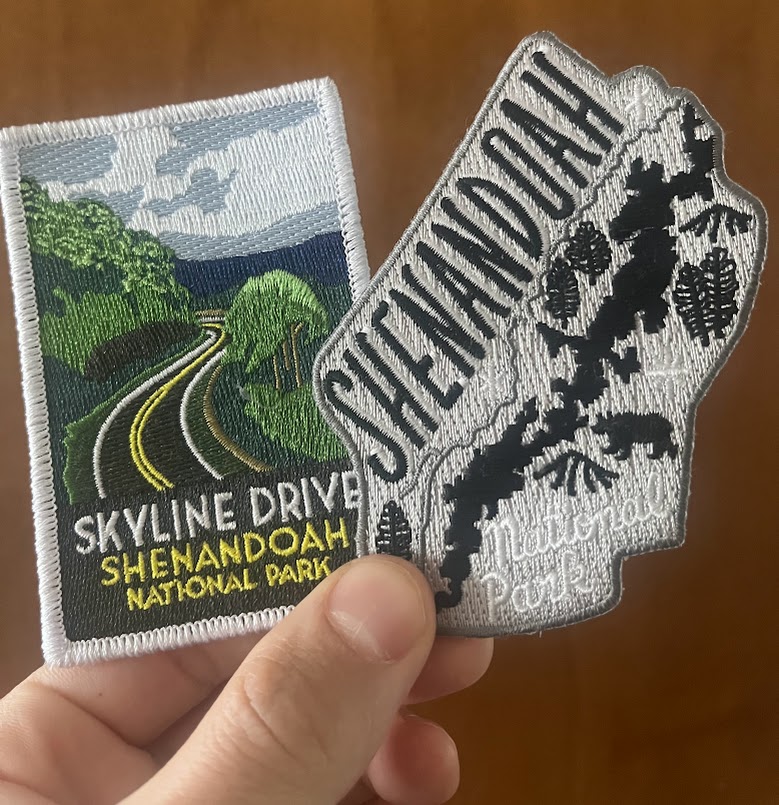 SKYLINE DRIVE
SHENANDOAH
NATIONAL PARK
SHENANDOAH
National
Park